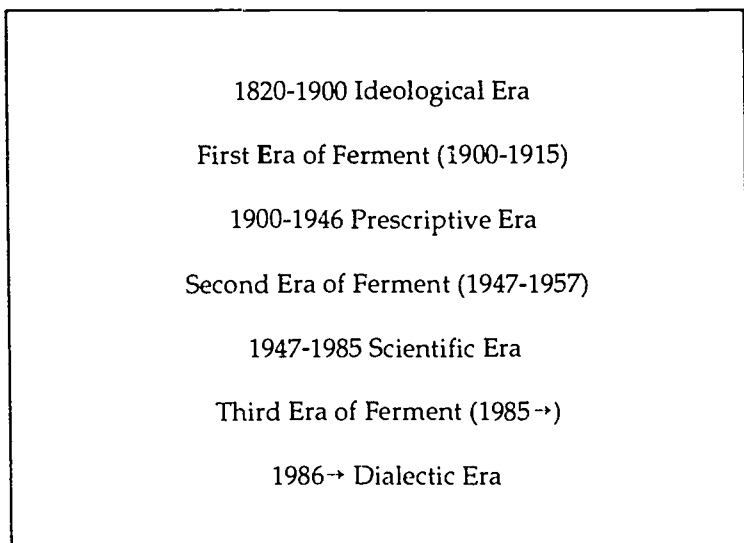 1820-1900 Ideological Era
First Era of Ferment (1900-1915)
1900-1946 Prescriptive Era
Second Era of Ferment (1947-1957)
1947-1985 Scientific Era
Third Era of Ferment (1985→)
1986→ Dialectic Era